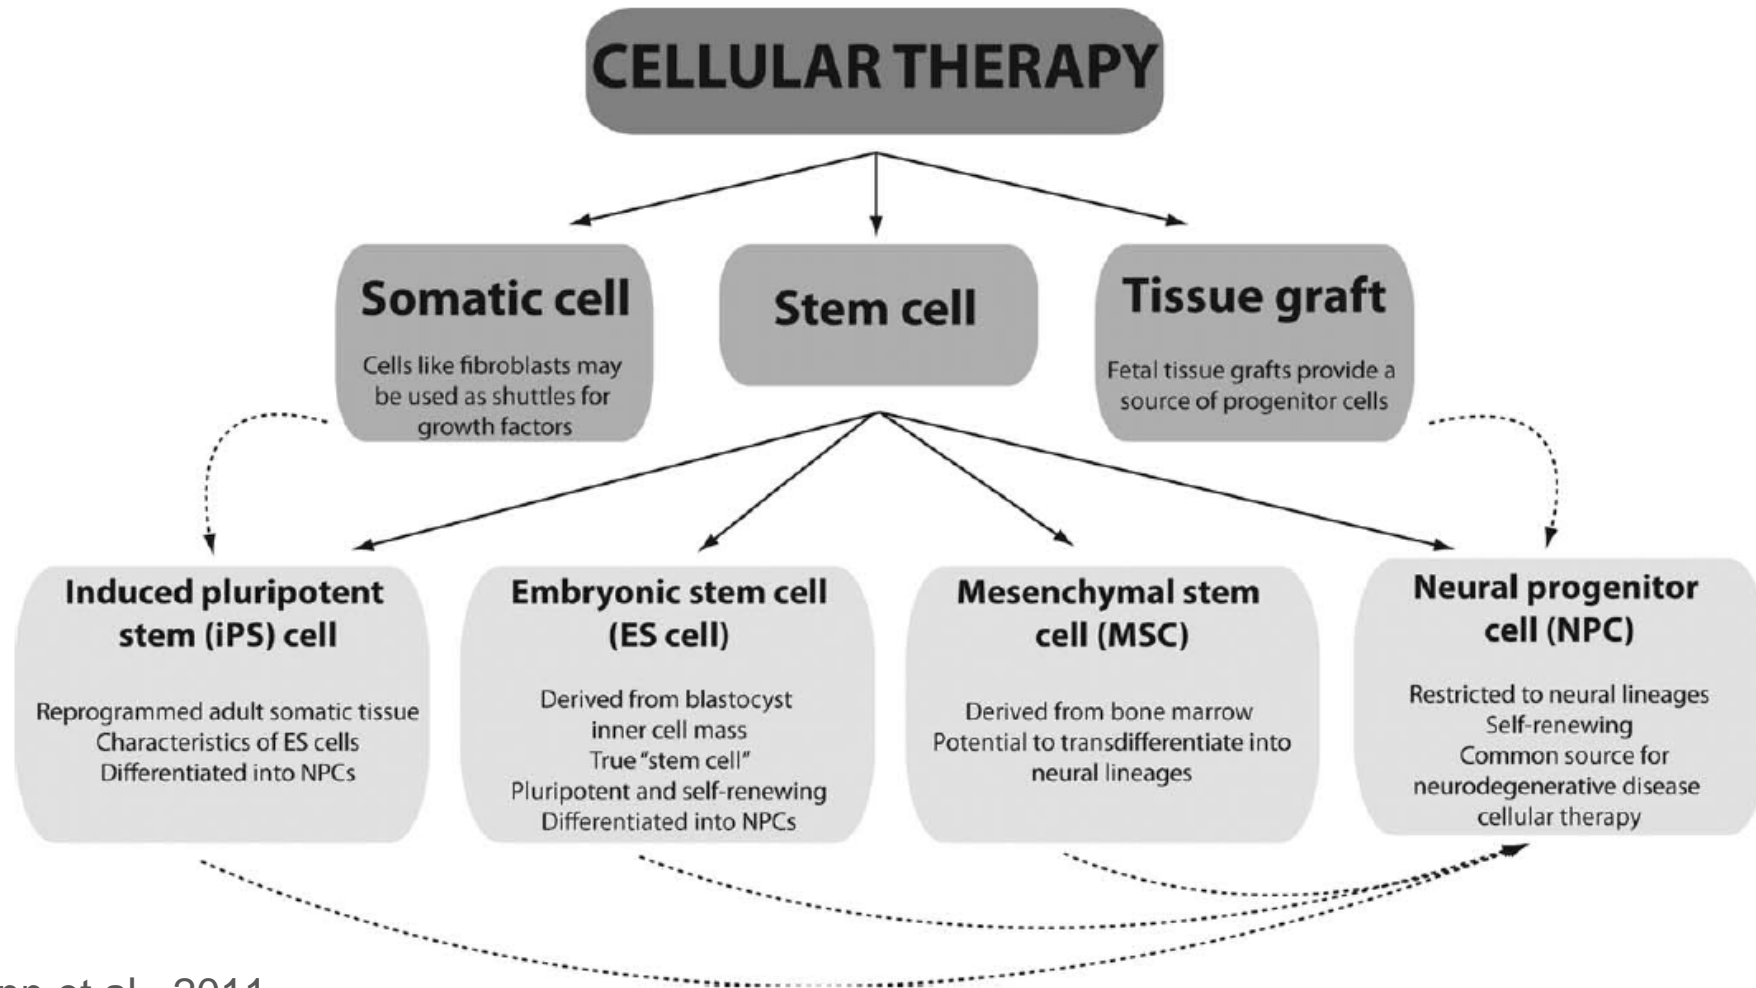 CELLULAR THERAPY
Somatic cell
Cells like fibroblasts may
be used as shuttles for
growth factors
Stem cell
Tissue graft
Fetal tissue grafts provide a
source of progenitor cells
Induced pluripotent
stem (iPS) cell
Reprogrammed adult somatic tissue
Characteristics of ES cells
Differentiated into NPCs
Embryonic stem cell
(ES cell)
Derived from blastocyst
inner cell mass
True “stem cell”
Pluripotent and self-renewing
Differentiated into NPCs
Mesenchymal stem
cell (MSC)
Derived from bone marrow
Potential to transdifferentiate into
neural lineages
Neural progenitor
cell (NPC)
Restricted to neural lineages
Self-renewing
Common source for
neurodegenerative disease
cellular therapy
et al., 2011